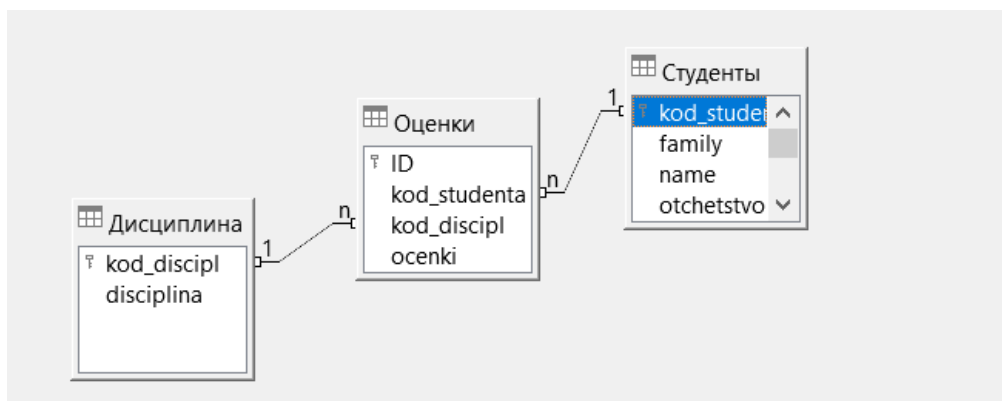 Студенты
kod_studen
family
name
otchetstvo
1
n
Оценки
ID
kod_studenta
kod_discipl
ocenki
n
1
Дисциплина
kod_discipl
disciplina